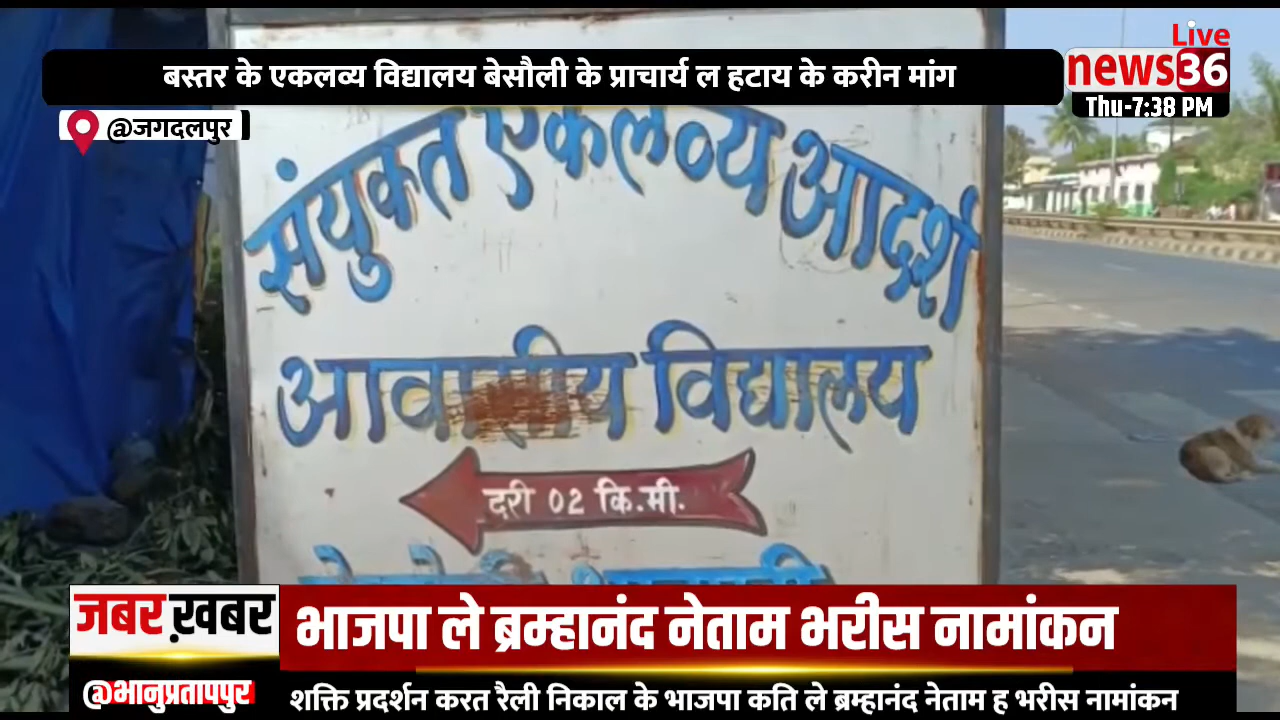 Live
बस्तर के एकलव्य विद्यालय बेसौली के प्राचार्य ल हटाय के करीन मांग
news36
Thu-7:38 PM
@जगदलपुर
संयुक्त एकलव्य आदर्श
आवासीय विद्यालय
दूरी 02 कि.मी.
जबर ख़बर
भाजपा ले ब्रम्हानंद नेताम भरीस नामांकन
@भानुप्रतापपुर
शक्ति प्रदर्शन करत रैली निकाल के भाजपा कति ले ब्रम्हानंद नेताम ह भरीस नामांकन